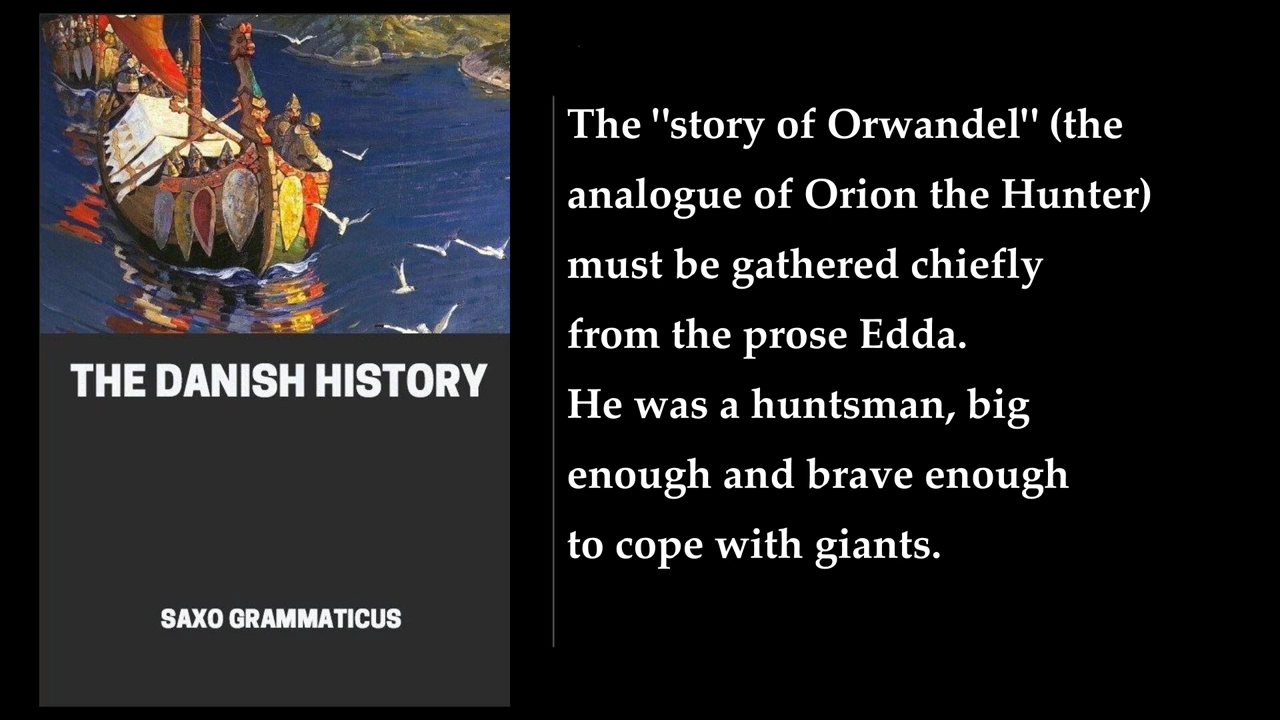 THE DANISH HISTORY
SAXO GRAMMATICUS
The "story of Orwandel" (the
analogue of Orion the Hunter)
must be gathered chiefly
from the prose Edda.
He was a huntsman, big
enough and brave enough
to cope with giants.